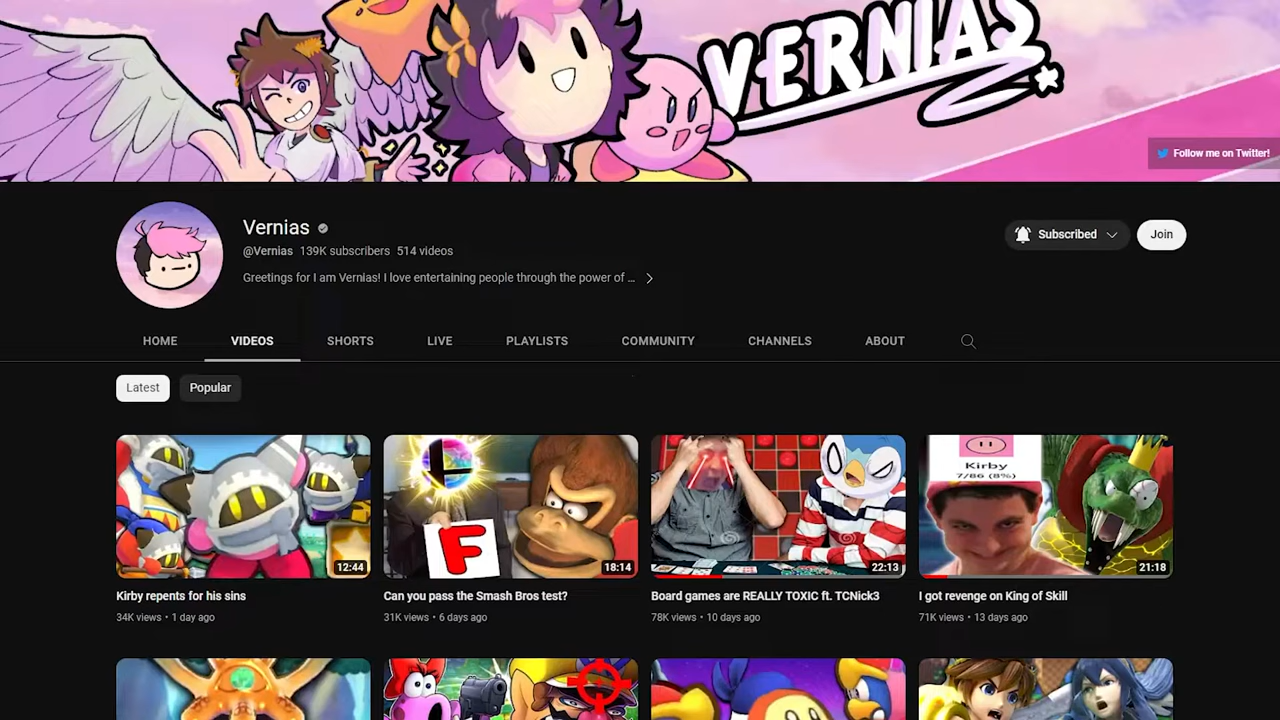 VERNIAS
Follow me on Twitter!
Vernias
@Vernias 139K subscribers 514 videos
Subscribed
Join
Greetings for I am Vernias! I love entertaining people through the power of ...
HOME VIDEOS SHORTS LIVE PLAYLISTS COMMUNITY CHANNELS ABOUT
Latest Popular
F
Kirby
7/86 (8%)
12:44 18:14 22:13 21:18
Kirby repents for his sins
34K views • 1 day ago
Can you pass the Smash Bros test?
31K views • 6 days ago
Board games are REALLY TOXIC ft. TCNick3
78K views • 10 days ago
I got revenge on King of Skill
71K views • 13 days ago